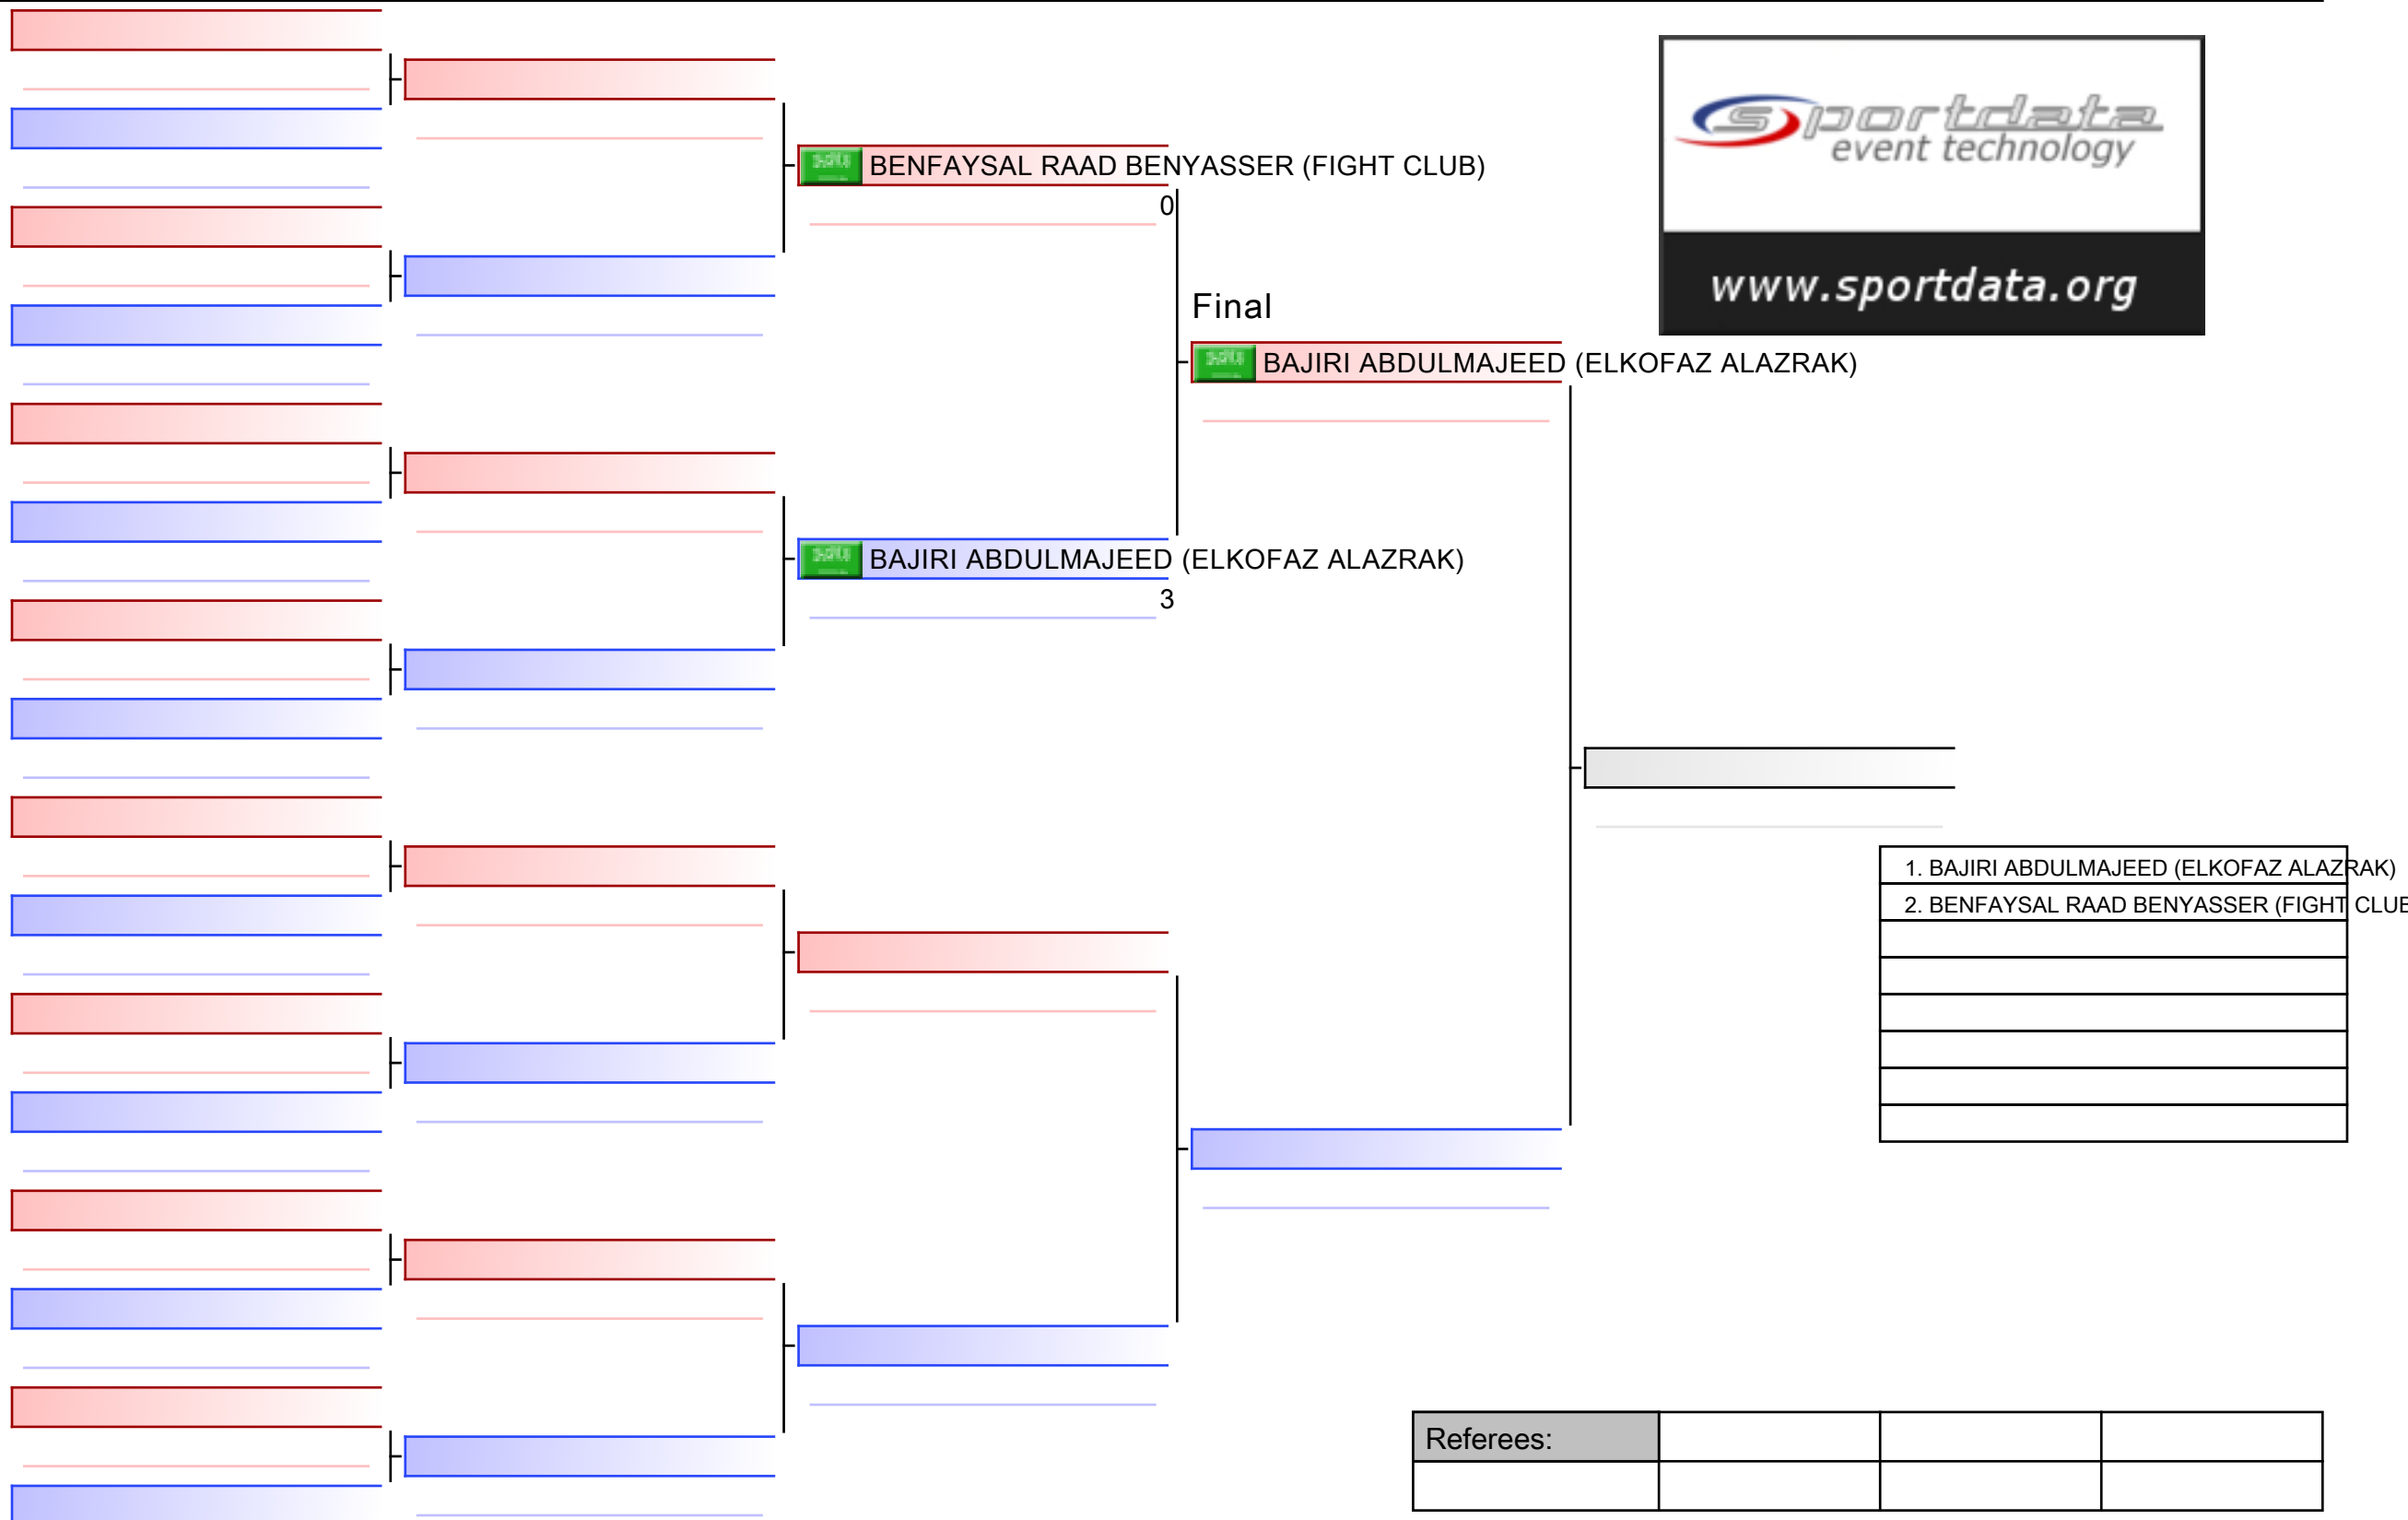 sportdata
event technology
www.sportdata.org
BENFAYSAL RAAD BENYASSER (FIGHT CLUB)
0
Final
BAJIRI ABDULMAJEED (ELKOFAZ ALAZRAK)
BAJIRI ABDULMAJEED (ELKOFAZ ALAZRAK)
3
1. BAJIRI ABDULMAJEED (ELKOFAZ ALAZRAK)
2. BENFAYSAL RAAD BENYASSER (FIGHT CLUB
Referees: